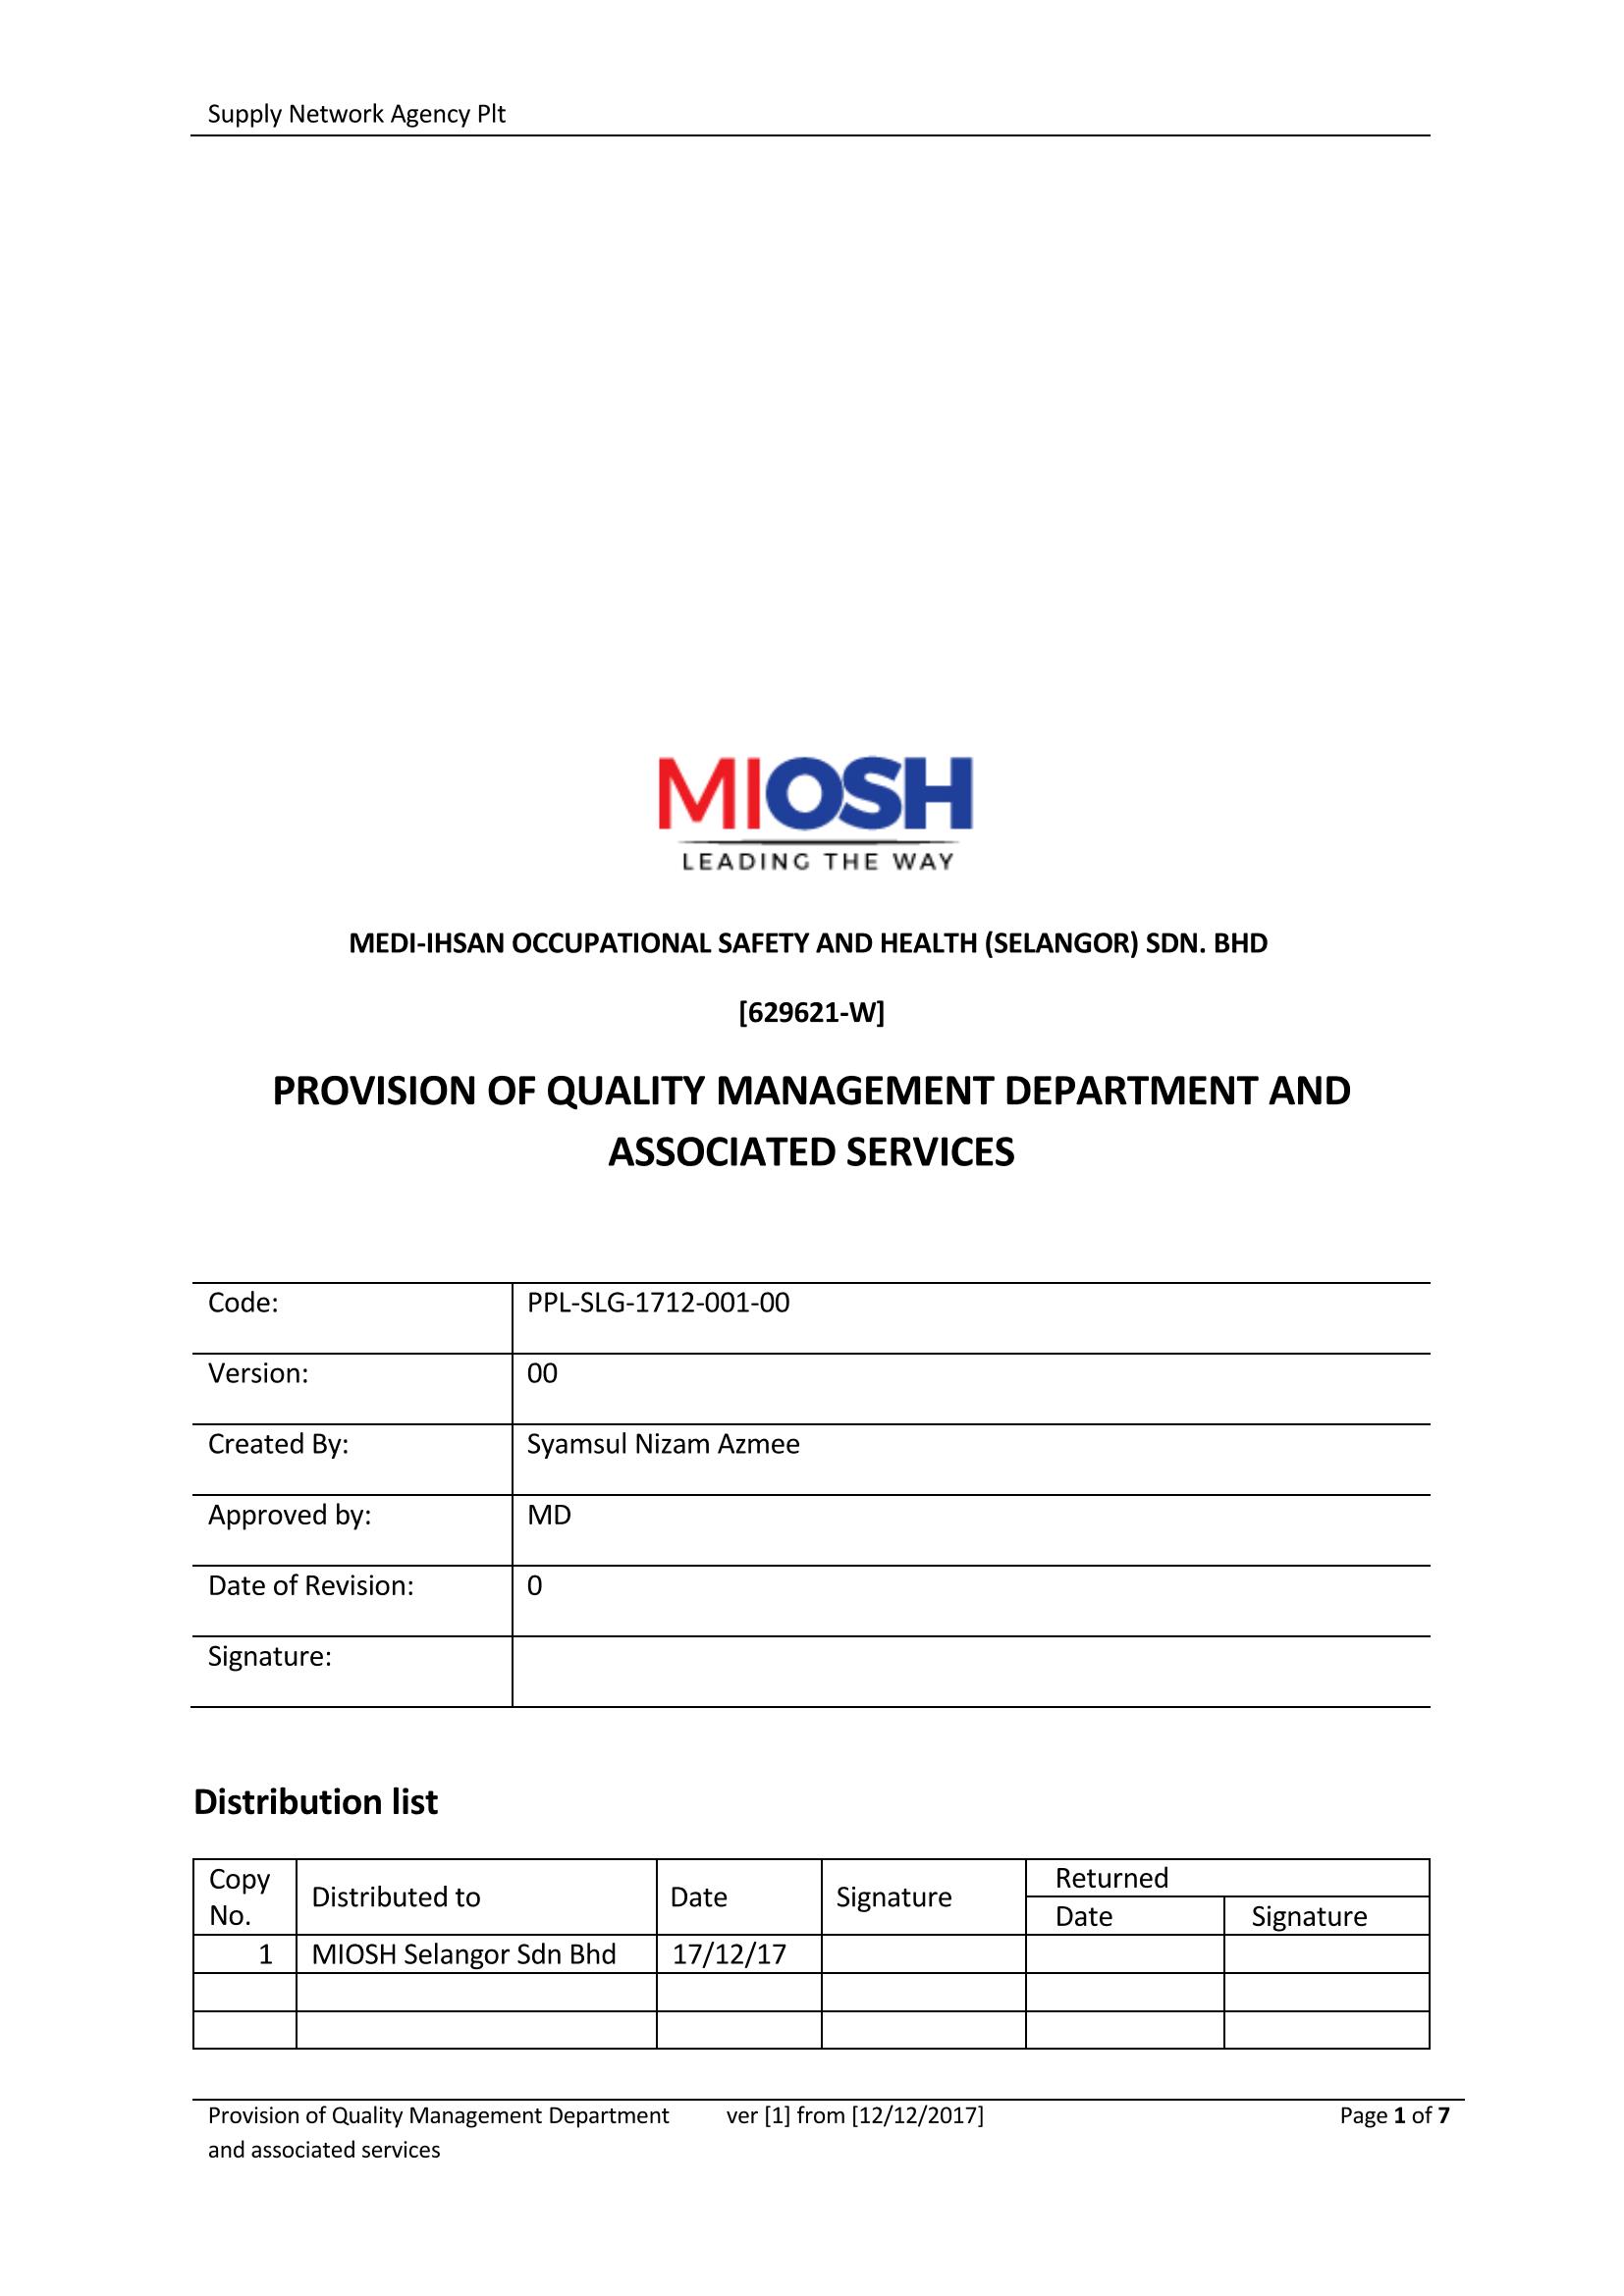 Supply Network Agency Plt
MIOSH
LEADING THE WAY
MEDI-IHSAN OCCUPATIONAL SAFETY AND HEALTH (SELANGOR) SDN. BHD
[629621-W]
PROVISION OF QUALITY MANAGEMENT DEPARTMENT AND
ASSOCIATED SERVICES
Code: PPL-SLG-1712-001-00
Version: 00
Created By: Syamsul Nizam Azmee
Approved by: MD
Date of Revision: 0
Signature:
Distribution list
Copy No. Distributed to Date Signature Returned
Date Signature
1 MIOSH Selangor Sdn Bhd 17/12/17
Provision of Quality Management Department ver [1] from [12/12/2017] Page 1 of 7
and associated services